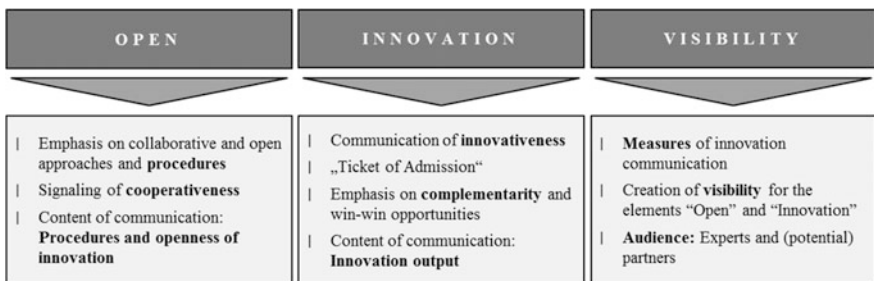 OPEN
INNOVATION
VISIBILITY
| Emphasis on collaborative and open
approaches and procedures
| Signaling of cooperativeness
| Content of communication:
Procedures and openness of
innovation
| Communication of innovativeness
| „Ticket of Admission“
| Emphasis on complementarity and
win-win opportunities
| Content of communication:
Innovation output
| Measures of innovation
communication
| Creation of visibility for the
elements “Open” and “Innovation”
| Audience: Experts and (potential)
partners